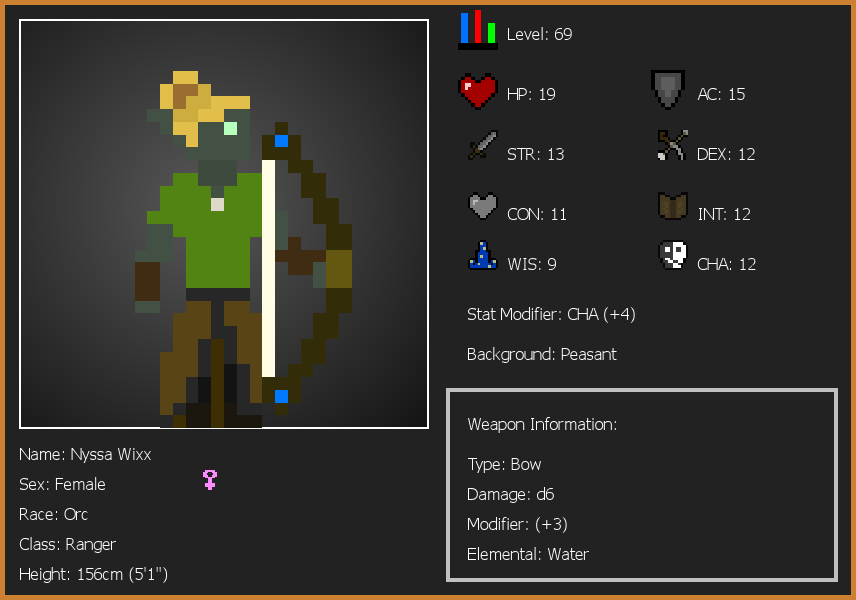 Level: 69
HP: 19
AC: 15
STR: 13
DEX: 12
CON: 11
INT: 12
WIS: 9
CHA: 12
Stat Modifier: CHA (+4)
Background: Peasant
Weapon Information:
Type: Bow
Damage: d6
Modifier: (+3)
Elemental: Water
Name: Nyssa Wixx
Sex: Female
Race: Orc
Class: Ranger
Height: 156cm (5'1")